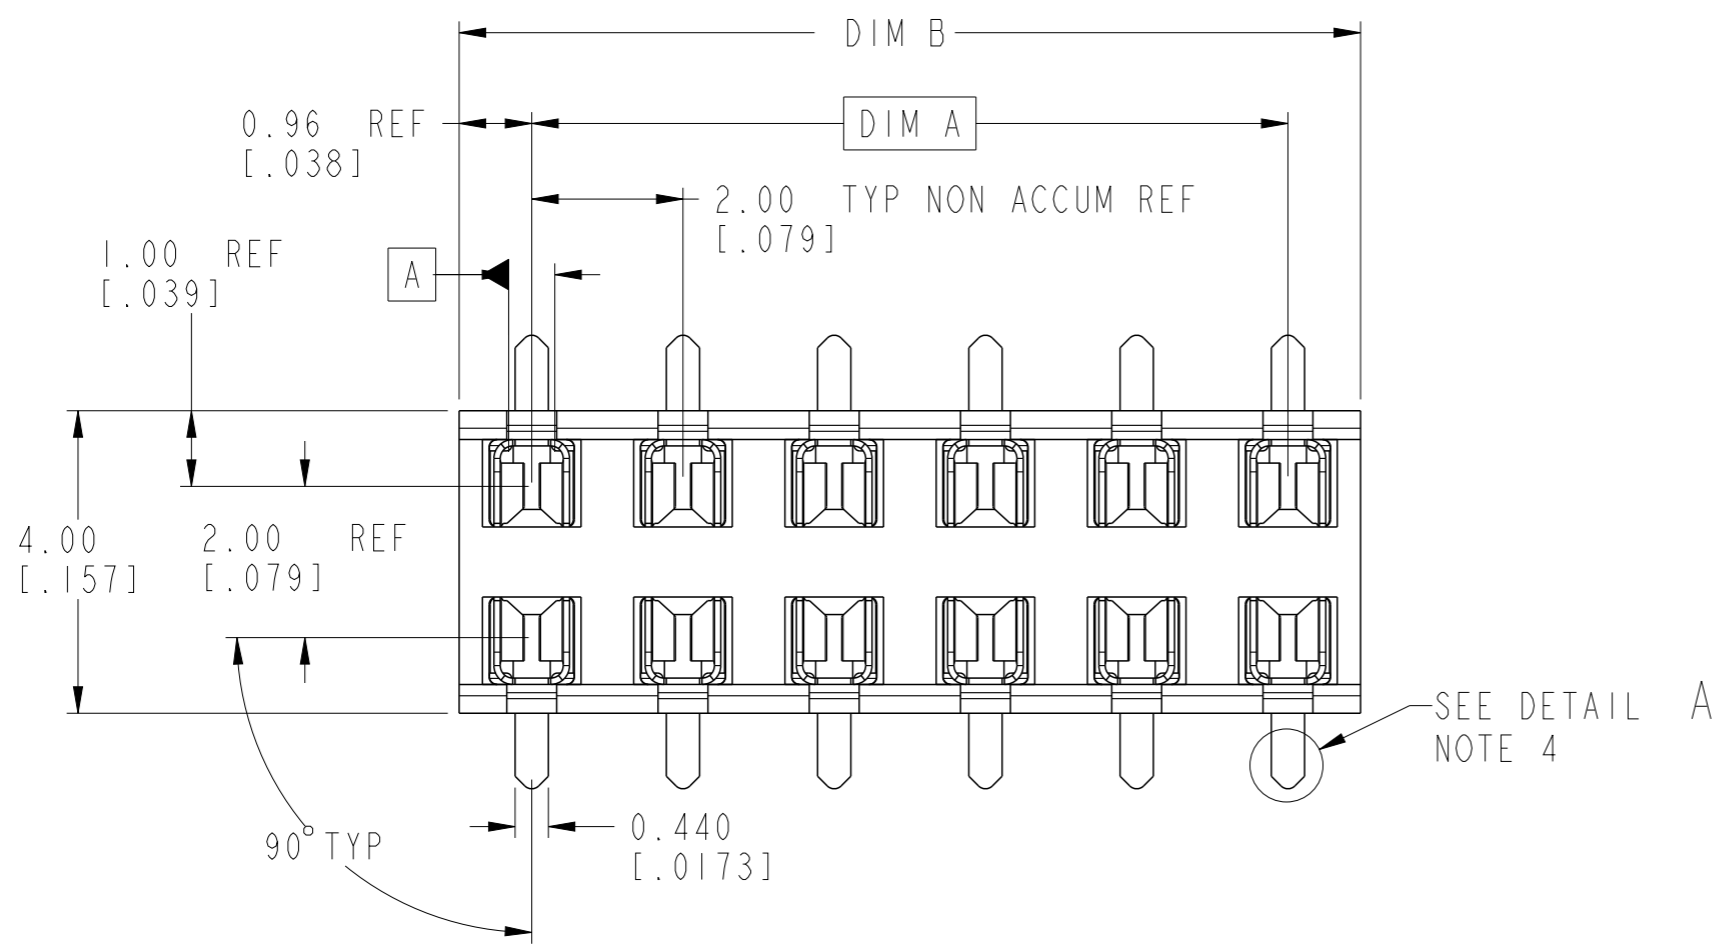 DIM B
0.96 REF
[.038]
DIM A
2.00 TYP NON ACCUM REF
[.079]
1.00 REF
[.039]
A
4.00
[.157]
2.00 REF
[.079]
SEE DETAIL A
NOTE 4
0.440
[.0173]
90° TYP